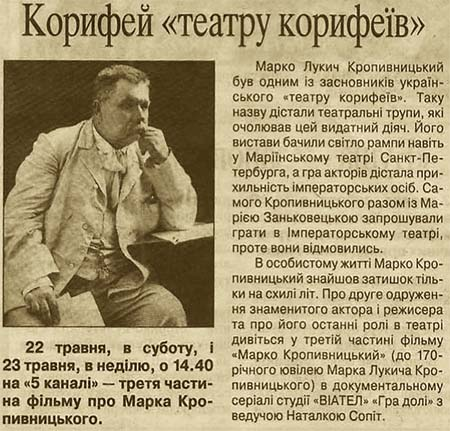 Корифей «театру корифеїв»
Марко Лукич Кропивницький
був одним із засновників україн-
ського «театру корифеїв». Таку
назву дістали театральні трупи, які
очолював цей видатний діяч. Його
вистави бачили світло рампи навіть
у Маріїнському театрі Санкт-Пе-
тербурга, а гра акторів дістала при-
хильність імператорських осіб. Са-
мого Кропивницького разом із Ма-
рією Заньковецькою запрошували
грати в Імператорському театрі,
проте вони відмовились.
В особистому житті Марко Кро-
пивницький знайшов затишок тіль-
ки на схилі літ. Про друге одружен-
ня знаменитого актора і режисера
та про його останні ролі в театрі
дивіться у третій частині фільму
«Марко Кропивницький» (до 170-
річного ювілею Марка Лукича Кро-
пивницького) в документальному
серіалі студії «ВІАТЕЛ» «Гра долі» з
ведучою Наталкою Сопіт.
22 травня, в суботу, і
23 травня, в неділю, о 14.40
на «5 каналі» — третя части-
на фільму про Марка Кро-
пивницького.